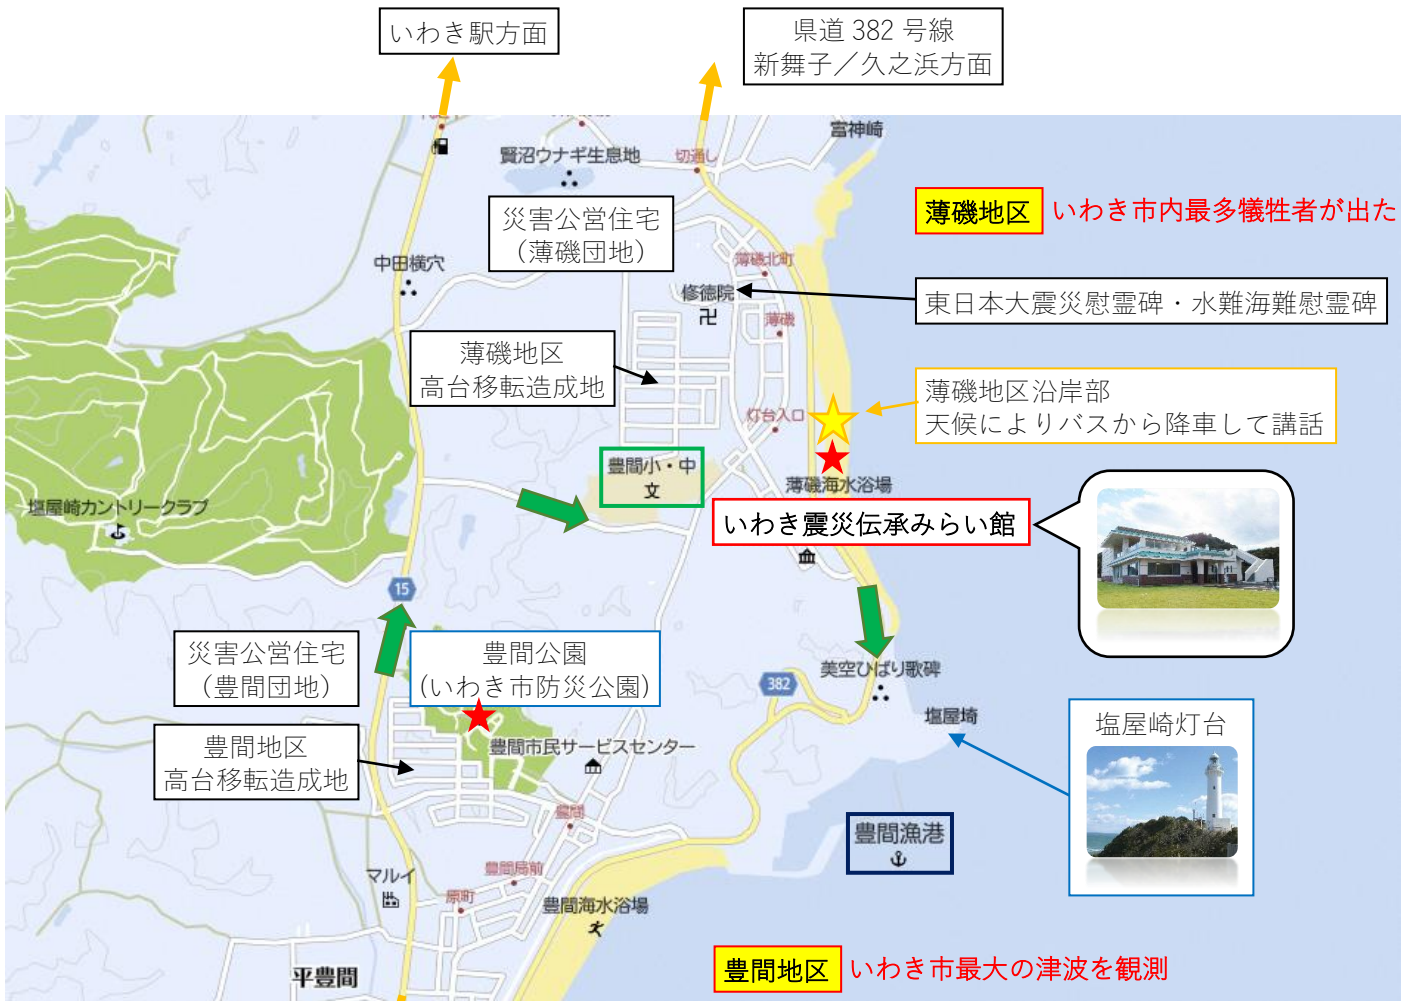 いわき駅方面
県道 382 号線
新舞子／久之浜方面
富神崎
賢沼ウナギ生息地
切通し
薄磯地区 いわき市内最多犠牲者が出た
災害公営住宅
（薄磯団地）
中田横穴
薄磯北町
修徳院
卍
東日本大震災慰霊碑・水難海難慰霊碑
薄磯
薄磯地区
高台移転造成地
薄磯地区沿岸部
天候によりバスから降車して講話
灯台入口
豊間小・中
文
薄磯海水浴場
塩屋崎カントリークラブ
いわき震災伝承みらい館
15
災害公営住宅
（豊間団地）
豊間公園
(いわき市防災公園)
美空ひばり歌碑
382
塩屋埼
塩屋崎灯台
豊間地区
高台移転造成地
豊間市民サービスセンター
豊間
豊間漁港
豊間局前
マルイ
原町
豊間海水浴場
平豊間
豊間地区 いわき市最大の津波を観測